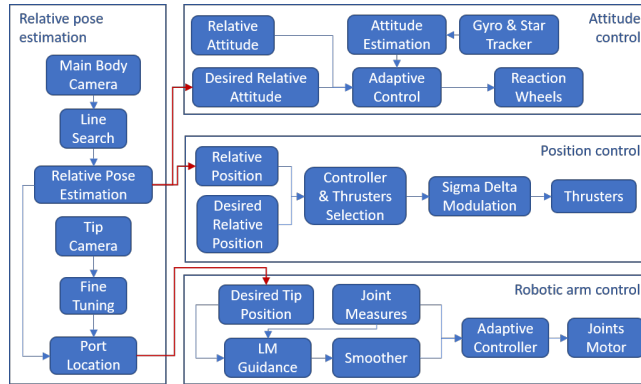 Relative pose
estimation
Main Body
Camera
Line
Search
Relative Pose
Estimation
Tip
Camera
Fine
Tuning
Port
Location
Attitude
control
Relative
Attitude
Attitude
Estimation
Gyro & Star
Tracker
Desired Relative
Attitude
Adaptive
Control
Reaction
Wheels
Position control
Relative
Position
Desired
Relative
Position
Controller
& Thrusters
Selection
Sigma Delta
Modulation
Thrusters
Robotic arm control
Desired Tip
Position
Joint
Measures
LM
Guidance
Smoother
Adaptive
Controller
Joints
Motor